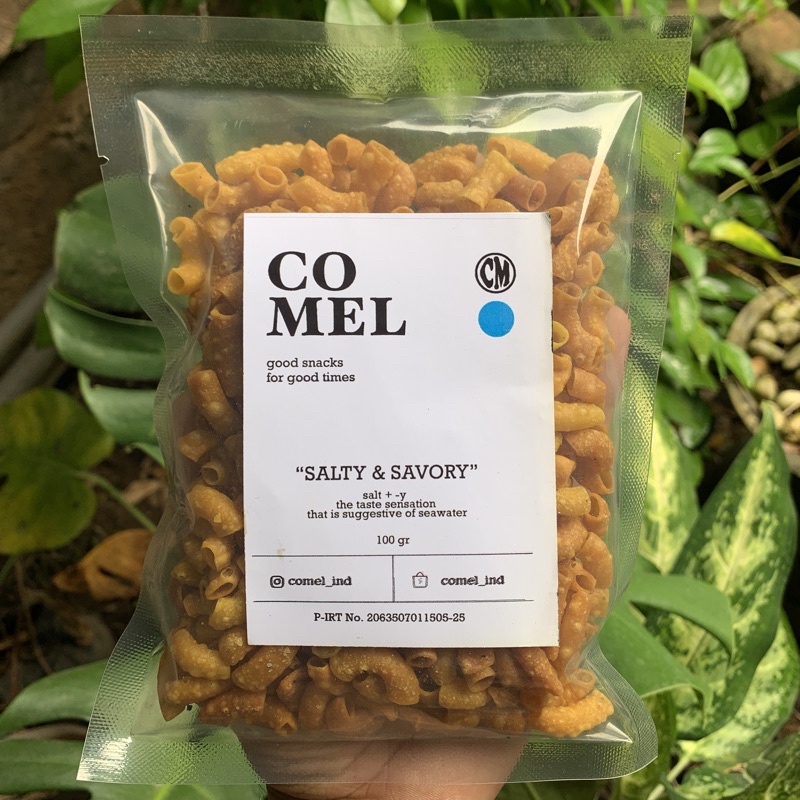 CO
MEL
CM
good snacks
for good times
“SALTY & SAVORY”
salt + -y
the taste sensation
that is suggestive of seawater
100 gr
comel_ind
comel_ind
P-IRT No. 2063507011505-25